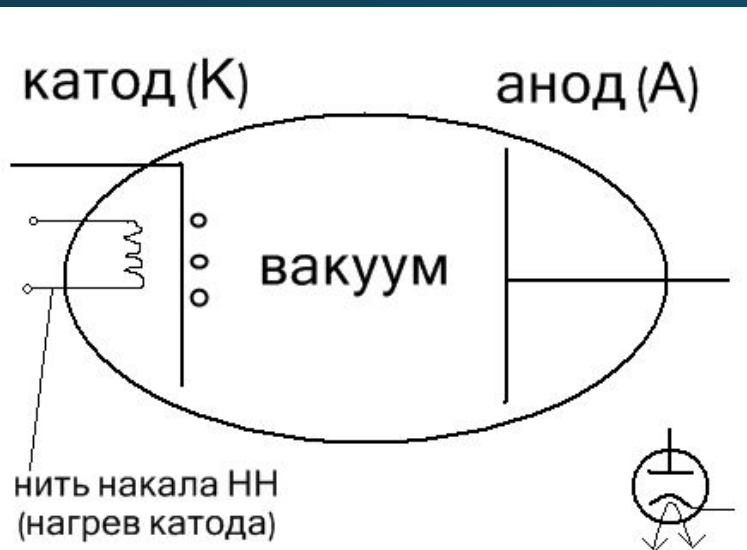 катод (К)
анод (А)
вакуум
нить накала НН
(нагрев катода)